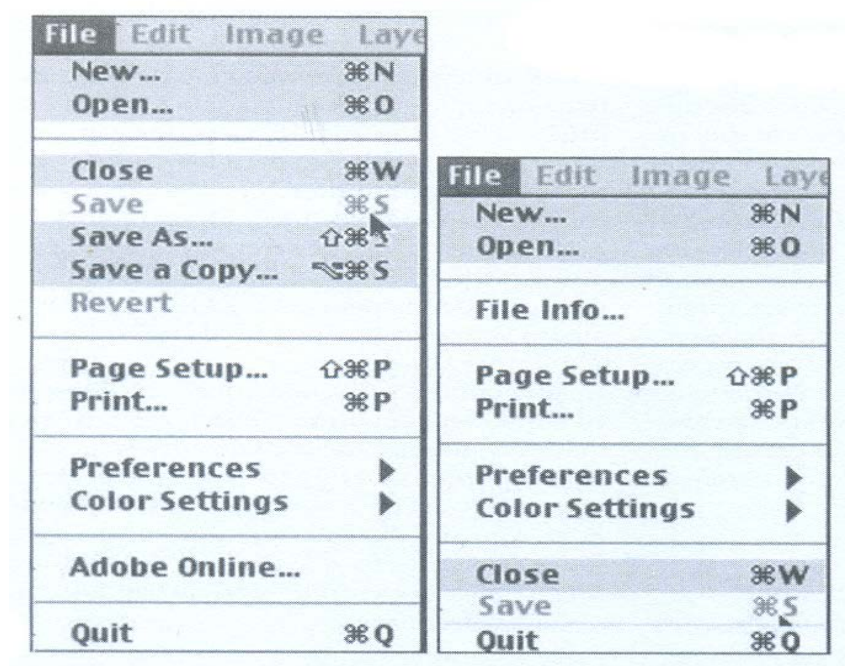 File Edit Image Laye
New... ⌘N
Open... ⌘O
Close ⌘W
Save ⌘S
Save As... ⇧⌘S
Save a Copy... ⌥⌘S
Revert
Page Setup... ⇧⌘P
Print... ⌘P
Preferences ▶
Color Settings ▶
Adobe Online...
Quit ⌘Q
File Edit Image Laye
New... ⌘N
Open... ⌘O
File Info...
Page Setup... ⇧⌘P
Print... ⌘P
Preferences ▶
Color Settings ▶
Close ⌘W
Save ⌘S
Quit ⌘Q